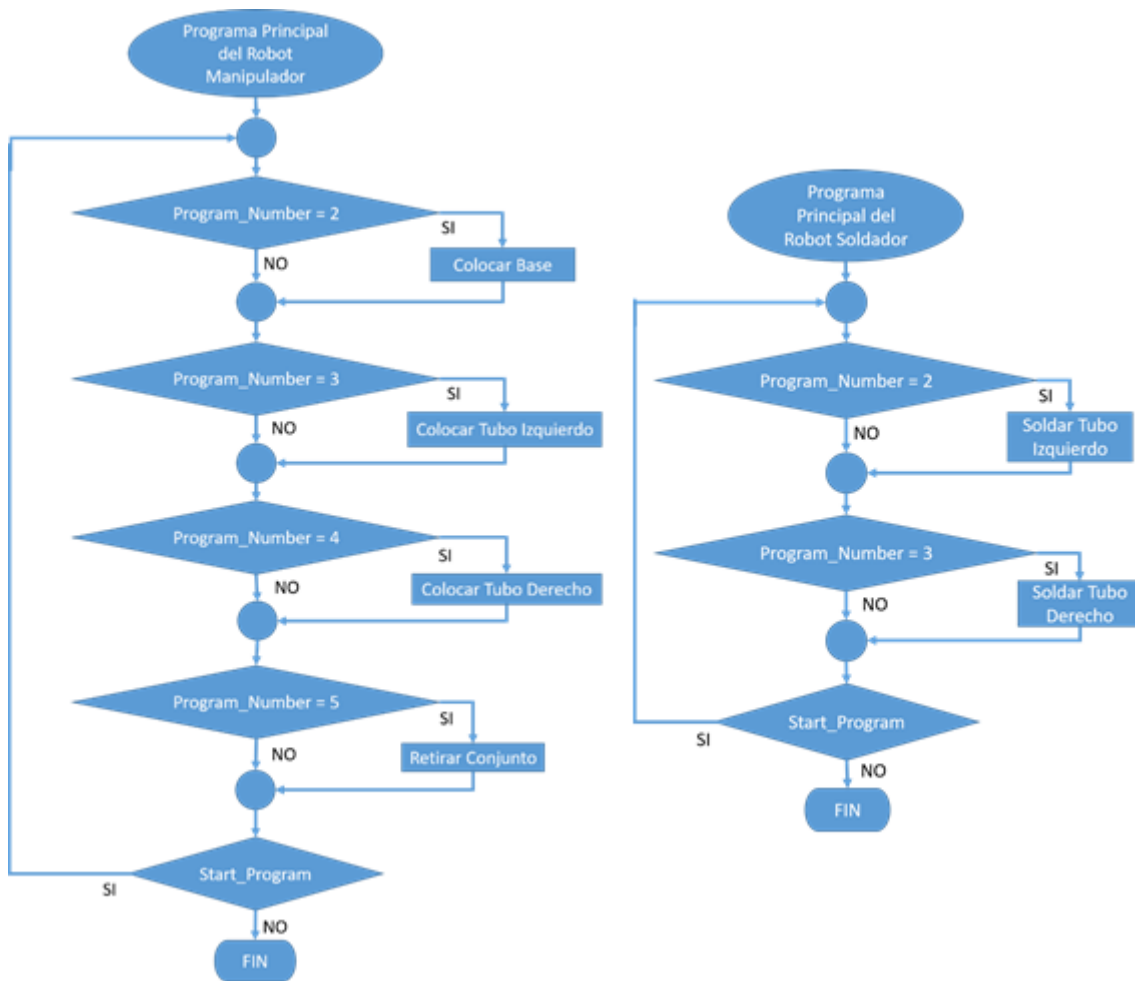 Programa Principal
del Robot
Manipulador
Program_Number = 2
SI
NO
Colocar Base
Program_Number = 3
SI
NO
Colocar Tubo Izquierdo
Program_Number = 4
SI
NO
Colocar Tubo Derecho
Program_Number = 5
SI
NO
Retirar Conjunto
Start_Program
SI
NO
FIN
Programa
Principal del
Robot Soldador
Program_Number = 2
SI
NO
Soldar Tubo
Izquierdo
Program_Number = 3
SI
NO
Soldar Tubo
Derecho
Start_Program
SI
NO
FIN